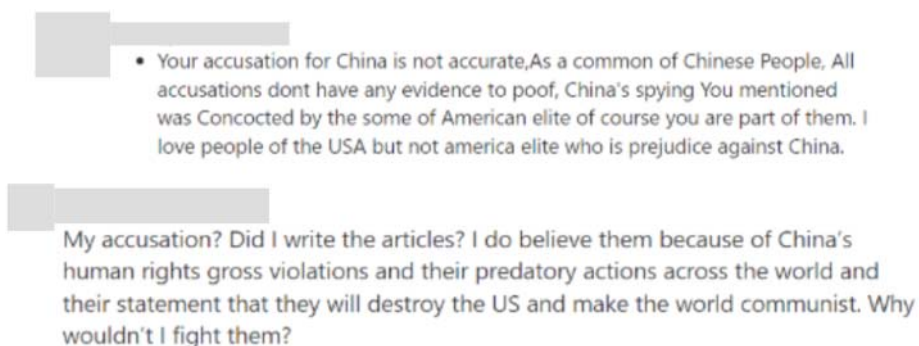 • Your accusation for China is not accurate,As a common of Chinese People, All
accusations dont have any evidence to poof, China's spying You mentioned
was Concocted by the some of American elite of course you are part of them. I
love people of the USA but not america elite who is prejudice against China.
My accusation? Did I write the articles? I do believe them because of China's
human rights gross violations and their predatory actions across the world and
their statement that they will destroy the US and make the world communist. Why
wouldn't I fight them?